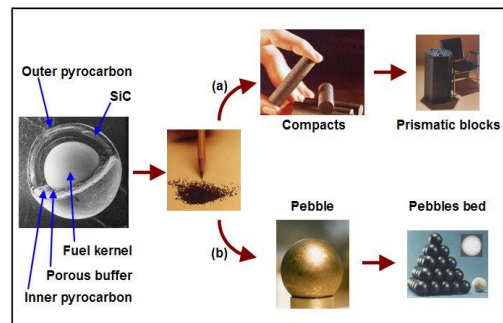 Outer pyrocarbon
SiC
Fuel kernel
Porous buffer
Inner pyrocarbon
(a)
Compacts
Prismatic blocks
(b)
Pebble
Pebbles bed